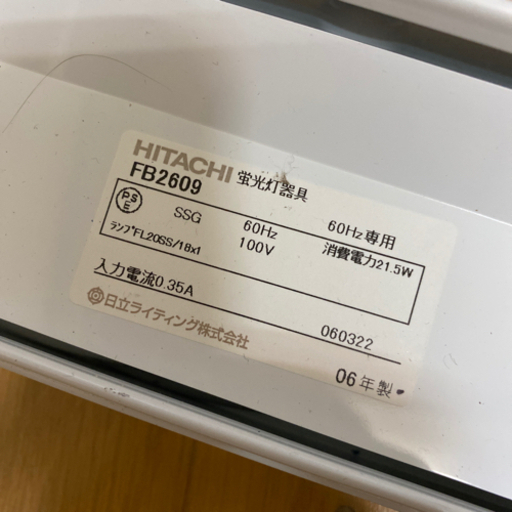 HITACHI 蛍光灯器具
FB2609
PSE SSG 60Hz 60Hz専用
ランプFL20SS/18x1 100V 消費電力21.5W
入力電流0.35A
日立ライティング株式会社 060322
06年製